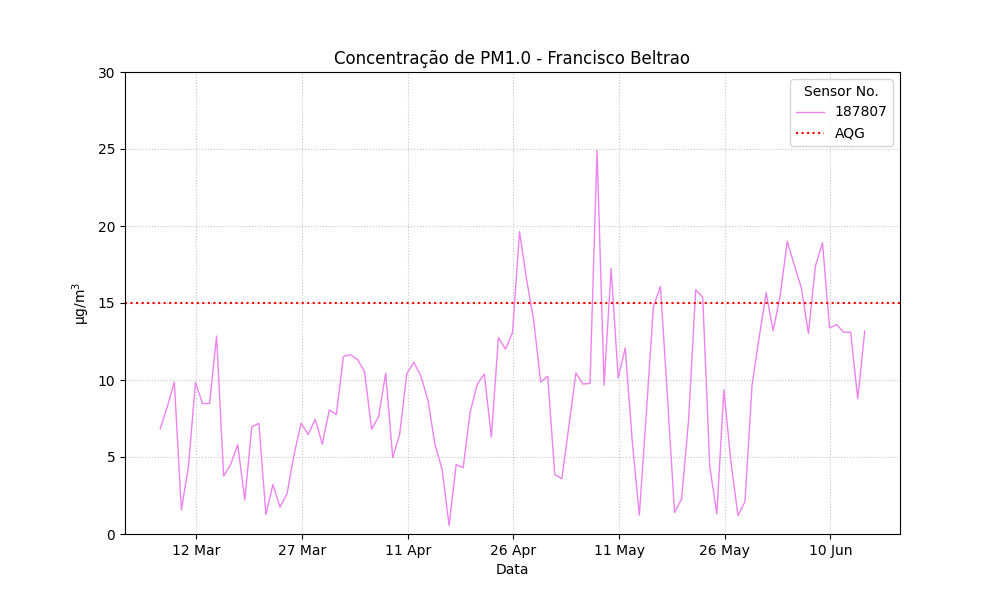 Concentração de PM1.0 - Francisco Beltrao
Sensor No.
187807
AQG
30
25
20
15
10
5
0
µg/m³
12 Mar
27 Mar
11 Apr
26 Apr
11 May
26 May
10 Jun
Data